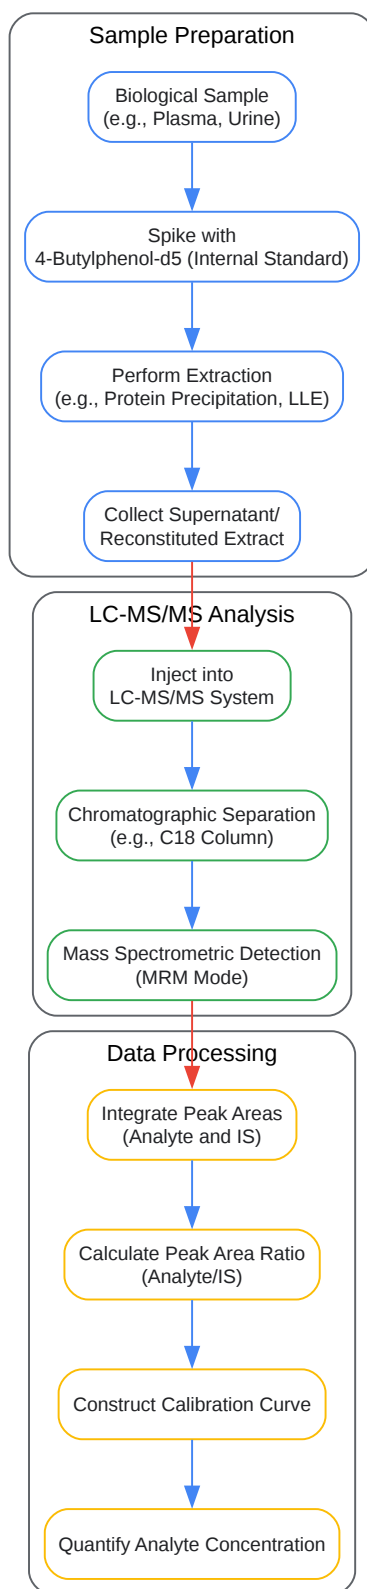 Sample Preparation
Biological Sample
(e.g., Plasma, Urine)
Spike with
4-Butylphenol-d5 (Internal Standard)
Perform Extraction
(e.g., Protein Precipitation, LLE)
Collect Supernatant/
Reconstituted Extract
LC-MS/MS Analysis
Inject into
LC-MS/MS System
Chromatographic Separation
(e.g., C18 Column)
Mass Spectrometric Detection
(MRM Mode)
Data Processing
Integrate Peak Areas
(Analyte and IS)
Calculate Peak Area Ratio
(Analyte/IS)
Construct Calibration Curve
Quantify Analyte Concentration